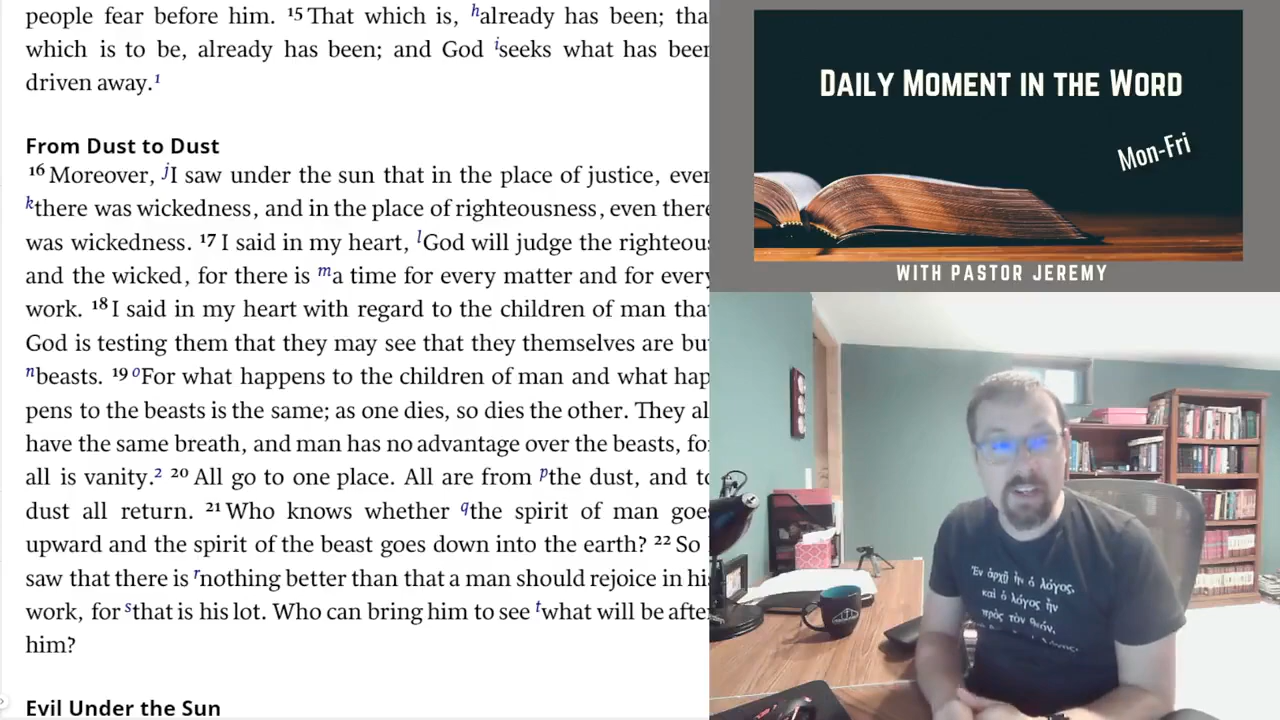 people fear before him. 15 That which is, h already has been; tha
which is to be, already has been; and God i seeks what has been
driven away.1
From Dust to Dust
16 Moreover, j I saw under the sun that in the place of justice, even
k there was wickedness, and in the place of righteousness, even there
was wickedness. 17 I said in my heart, l God will judge the righteous
and the wicked, for there is m a time for every matter and for every
work. 18 I said in my heart with regard to the children of man tha
God is testing them that they may see that they themselves are bu
n beasts. 19 o For what happens to the children of man and what hap
pens to the beasts is the same; as one dies, so dies the other. They al
have the same breath, and man has no advantage over the beasts, fo
all is vanity.2 20 All go to one place. All are from p the dust, and to
dust all return. 21 Who knows whether q the spirit of man goes
upward and the spirit of the beast goes down into the earth? 22 So I
saw that there is r nothing better than that a man should rejoice in his
work, for s that is his lot. Who can bring him to see t what will be afte
him?
Evil Under the Sun
DAILY MOMENT IN THE WORD
Mon-Fri
WITH PASTOR JEREMY
Ἐν ἀρχῇ ἦν ὁ λόγος,
καὶ ὁ λόγος ἦν
πρὸς τὸν θεόν,